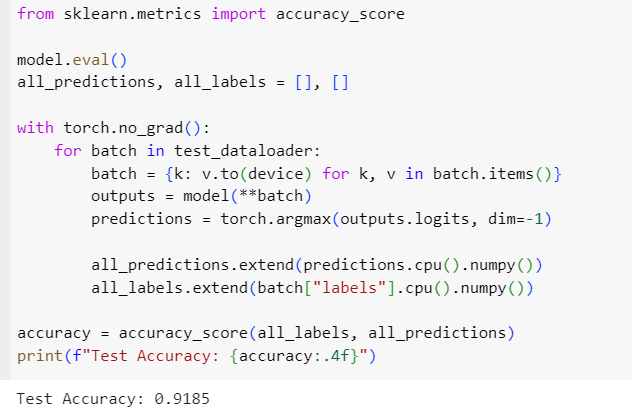 from sklearn.metrics import accuracy_score
model.eval()
all_predictions, all_labels = [], []
with torch.no_grad():
    for batch in test_dataloader:
        batch = {k: v.to(device) for k, v in batch.items()}
        outputs = model(**batch)
        predictions = torch.argmax(outputs.logits, dim=-1)
        all_predictions.extend(predictions.cpu().numpy())
        all_labels.extend(batch["labels"].cpu().numpy())
accuracy = accuracy_score(all_labels, all_predictions)
print(f"Test Accuracy: {accuracy:.4f}")
Test Accuracy: 0.9185